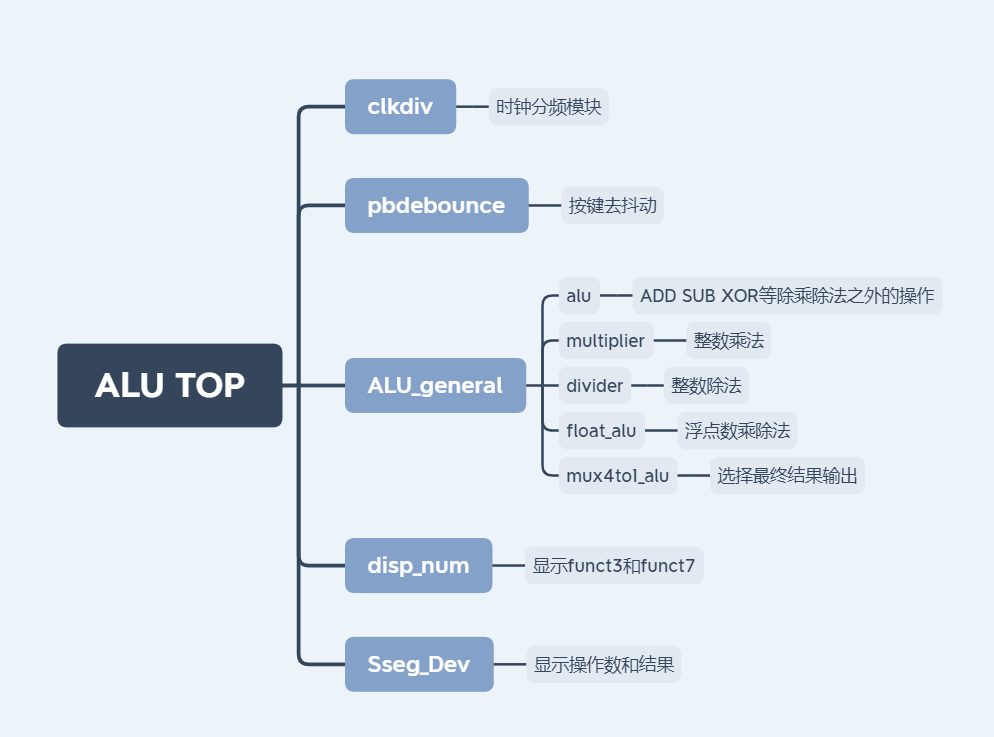 clkdiv
时钟分频模块
pbdebounce
按键去抖动
alu
ADD SUB XOR等除乘除法之外的操作
multiplier
整数乘法
ALU TOP
ALU_general
divider
整数除法
float_alu
浮点数乘除法
mux4to1_alu
选择最终结果输出
disp_num
显示funct3和funct7
Sseg_Dev
显示操作数和结果